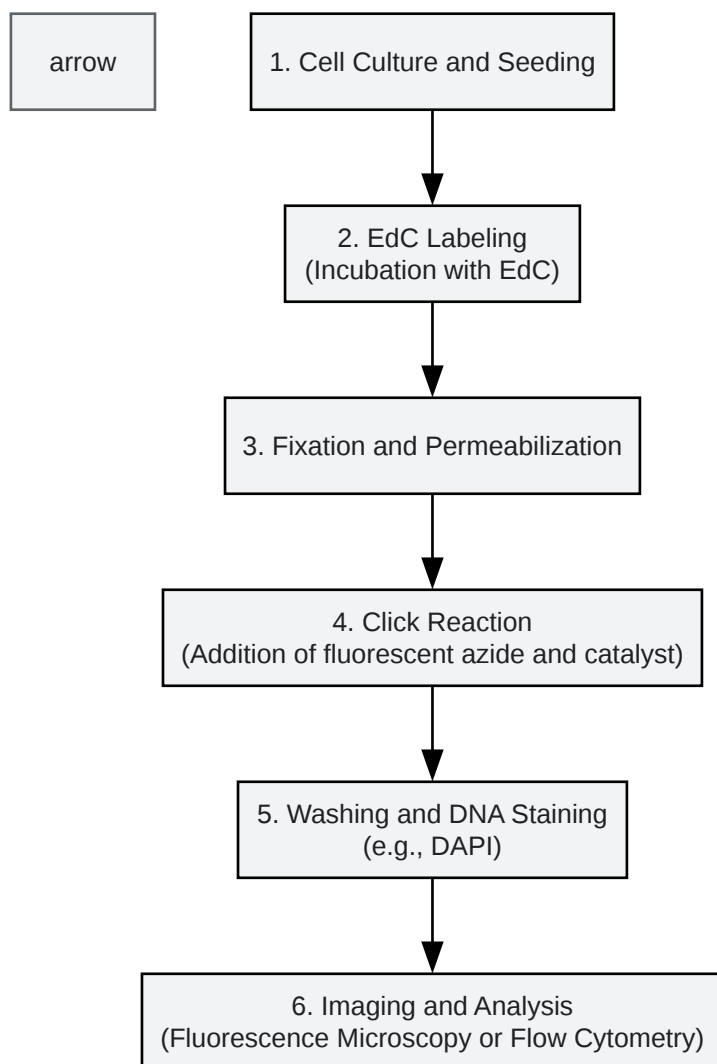 arrow
1. Cell Culture and Seeding
2. EdC Labeling
(Incubation with EdC)
3. Fixation and Permeabilization
4. Click Reaction
(Addition of fluorescent azide and catalyst)
5. Washing and DNA Staining
(e.g., DAPI)
6. Imaging and Analysis
(Fluorescence Microscopy or Flow Cytometry)